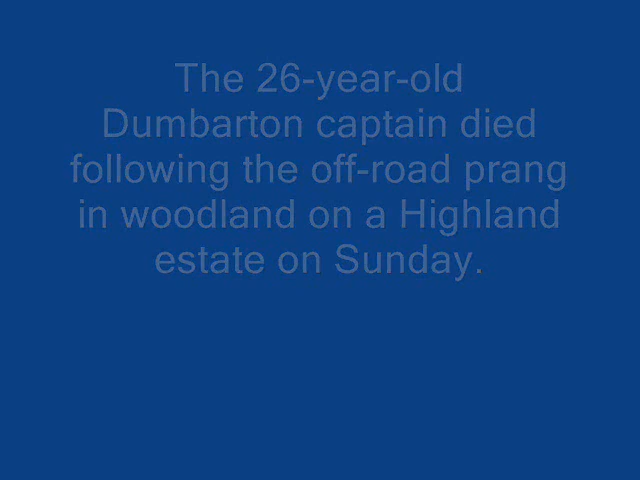 The 26-year-old
Dumbarton captain died
following the off-road prang
in woodland on a Highland
estate on Sunday.